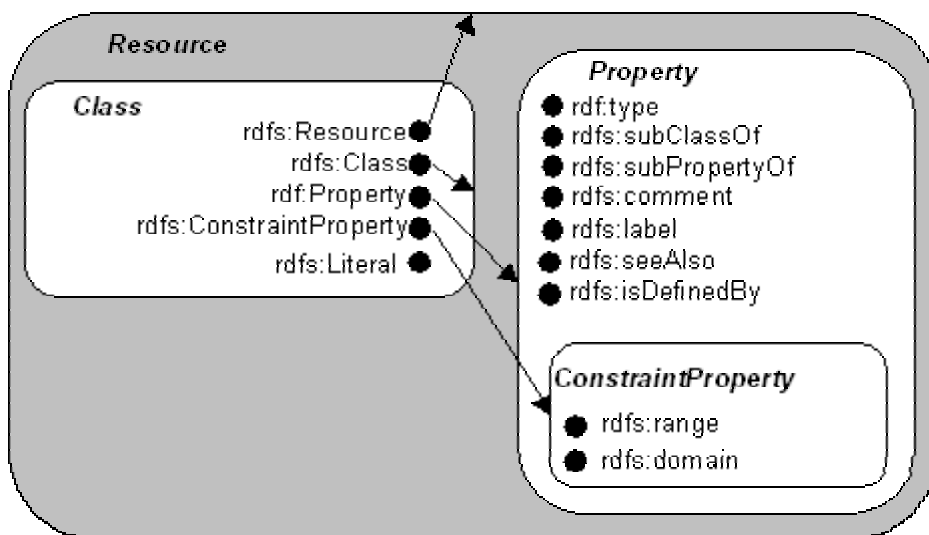 Resource
Class
rdfs:Resource
rdfs:Class
rdf:Property
rdfs:ConstraintProperty
rdfs:Literal
Property
rdf:type
rdfs:subClassOf
rdfs:subPropertyOf
rdfs:comment
rdfs:label
rdfs:seeAlso
rdfs:isDefinedBy
ConstraintProperty
rdfs:range
rdfs:domain